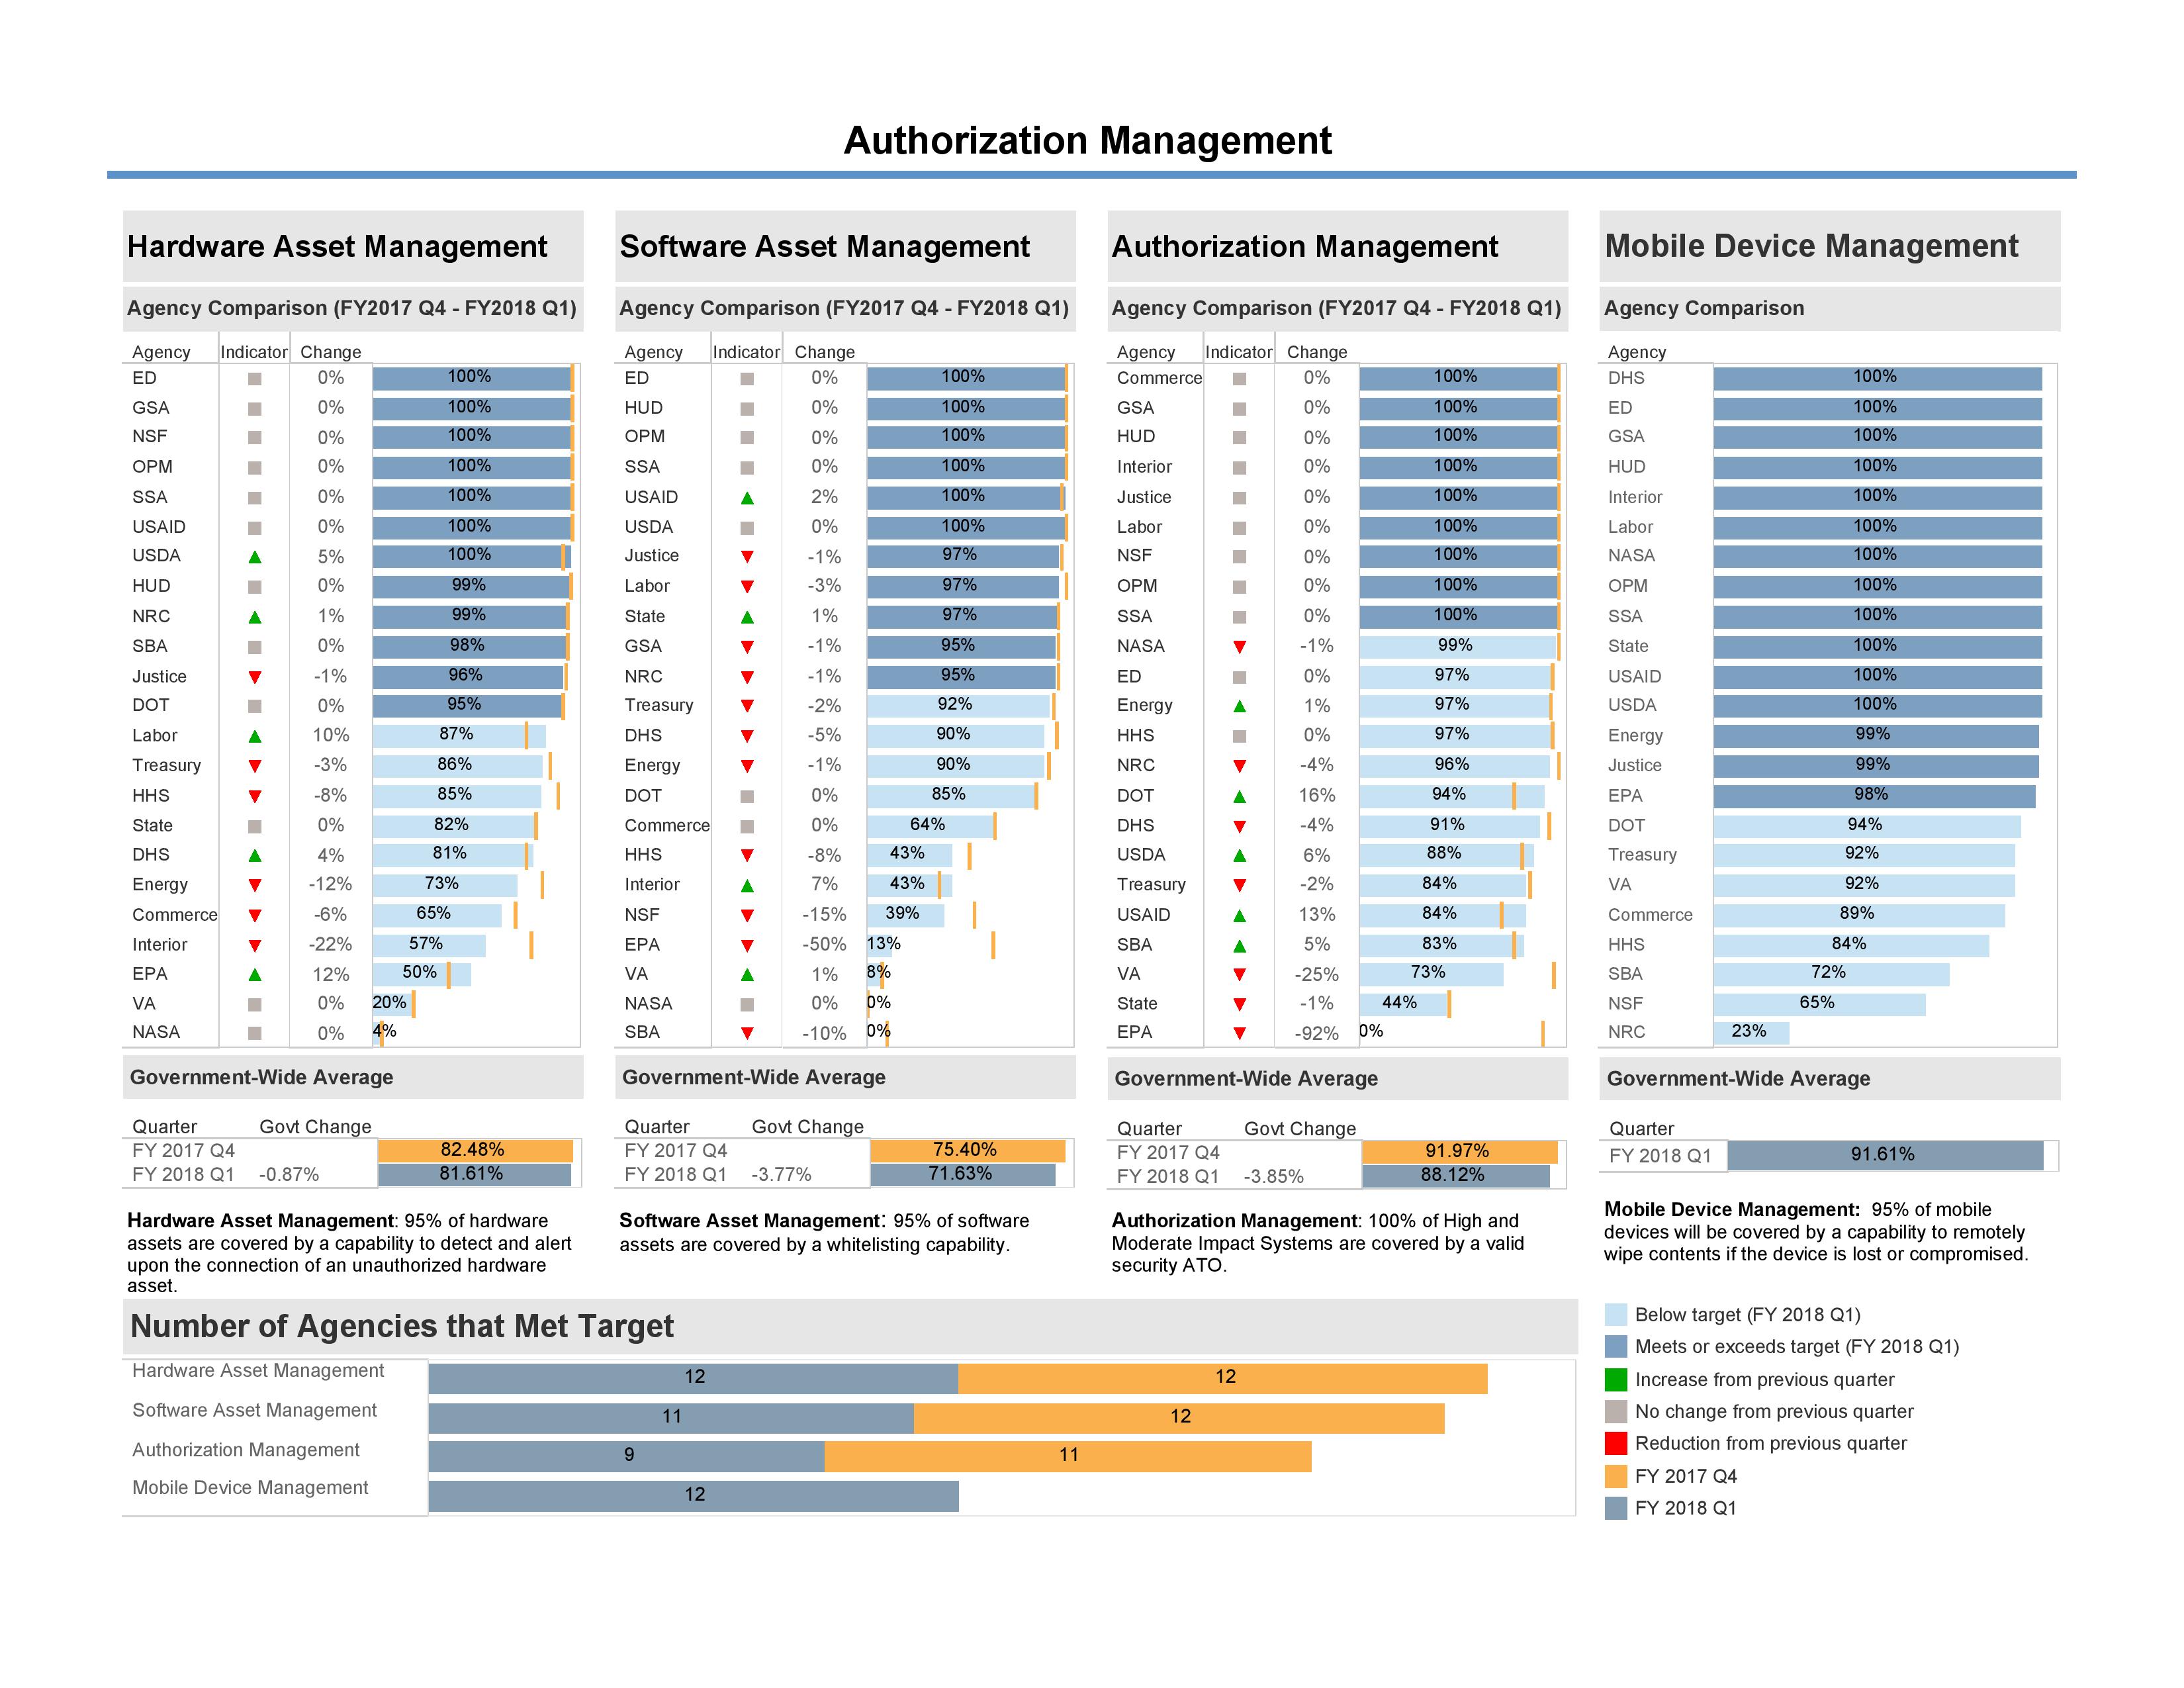 Authorization Management
Hardware Asset Management
Agency Comparison (FY2017 Q4 - FY2018 Q1)
Agency Indicator Change
ED 0% 100%
GSA 0% 100%
NSF 0% 100%
OPM 0% 100%
SSA 0% 100%
USAID 0% 100%
USDA 5% 100%
HUD 0% 99%
NRC 1% 99%
SBA 0% 98%
Justice -1% 96%
DOT 0% 95%
Labor 10% 87%
Treasury -3% 86%
HHS -8% 85%
State 0% 82%
DHS 4% 81%
Energy -12% 73%
Commerce -6% 65%
Interior -22% 57%
EPA 12% 50%
VA 0% 20%
NASA 0% 4%
Government-Wide Average
Quarter Govt Change
FY 2017 Q4 82.48%
FY 2018 Q1 -0.87% 81.61%
Hardware Asset Management: 95% of hardware
assets are covered by a capability to detect and alert
upon the connection of an unauthorized hardware
asset.
Software Asset Management
Agency Comparison (FY2017 Q4 - FY2018 Q1)
Agency Indicator Change
ED 0% 100%
HUD 0% 100%
OPM 0% 100%
SSA 0% 100%
USAID 2% 100%
USDA 0% 100%
Justice -1% 97%
Labor -3% 97%
State 1% 97%
GSA -1% 95%
NRC -1% 95%
Treasury -2% 92%
DHS -5% 90%
Energy -1% 90%
DOT 0% 85%
Commerce 0% 64%
HHS -8% 43%
Interior 7% 43%
NSF -15% 39%
EPA -50% 13%
VA 1% 8%
NASA 0% 0%
SBA -10% 0%
Government-Wide Average
Quarter Govt Change
FY 2017 Q4 75.40%
FY 2018 Q1 -3.77% 71.63%
Software Asset Management: 95% of software
assets are covered by a whitelisting capability.
Authorization Management
Agency Comparison (FY2017 Q4 - FY2018 Q1)
Agency Indicator Change
Commerce 0% 100%
GSA 0% 100%
HUD 0% 100%
Interior 0% 100%
Justice 0% 100%
Labor 0% 100%
NSF 0% 100%
OPM 0% 100%
SSA 0% 100%
NASA -1% 99%
ED 0% 97%
Energy 1% 97%
HHS 0% 97%
NRC -4% 96%
DOT 16% 94%
DHS -4% 91%
USDA 6% 88%
Treasury -2% 84%
USAID 13% 84%
SBA 5% 83%
VA -25% 73%
State -1% 44%
EPA -92% 0%
Government-Wide Average
Quarter Govt Change
FY 2017 Q4 91.97%
FY 2018 Q1 -3.85% 88.12%
Authorization Management: 100% of High and
Moderate Impact Systems are covered by a valid
security ATO.
Mobile Device Management
Agency Comparison
Agency
DHS 100%
ED 100%
GSA 100%
HUD 100%
Interior 100%
Labor 100%
NASA 100%
OPM 100%
SSA 100%
State 100%
USAID 100%
USDA 100%
Energy 99%
Justice 99%
EPA 98%
DOT 94%
Treasury 92%
VA 92%
Commerce 89%
HHS 84%
SBA 72%
NSF 65%
NRC 23%
Government-Wide Average
Quarter
FY 2018 Q1 91.61%
Mobile Device Management: 95% of mobile
devices will be covered by a capability to remotely
wipe contents if the device is lost or compromised.
Number of Agencies that Met Target
Hardware Asset Management 12 12
Software Asset Management 11 12
Authorization Management 9 11
Mobile Device Management 12
Below target (FY 2018 Q1)
Meets or exceeds target (FY 2018 Q1)
Increase from previous quarter
No change from previous quarter
Reduction from previous quarter
FY 2017 Q4
FY 2018 Q1